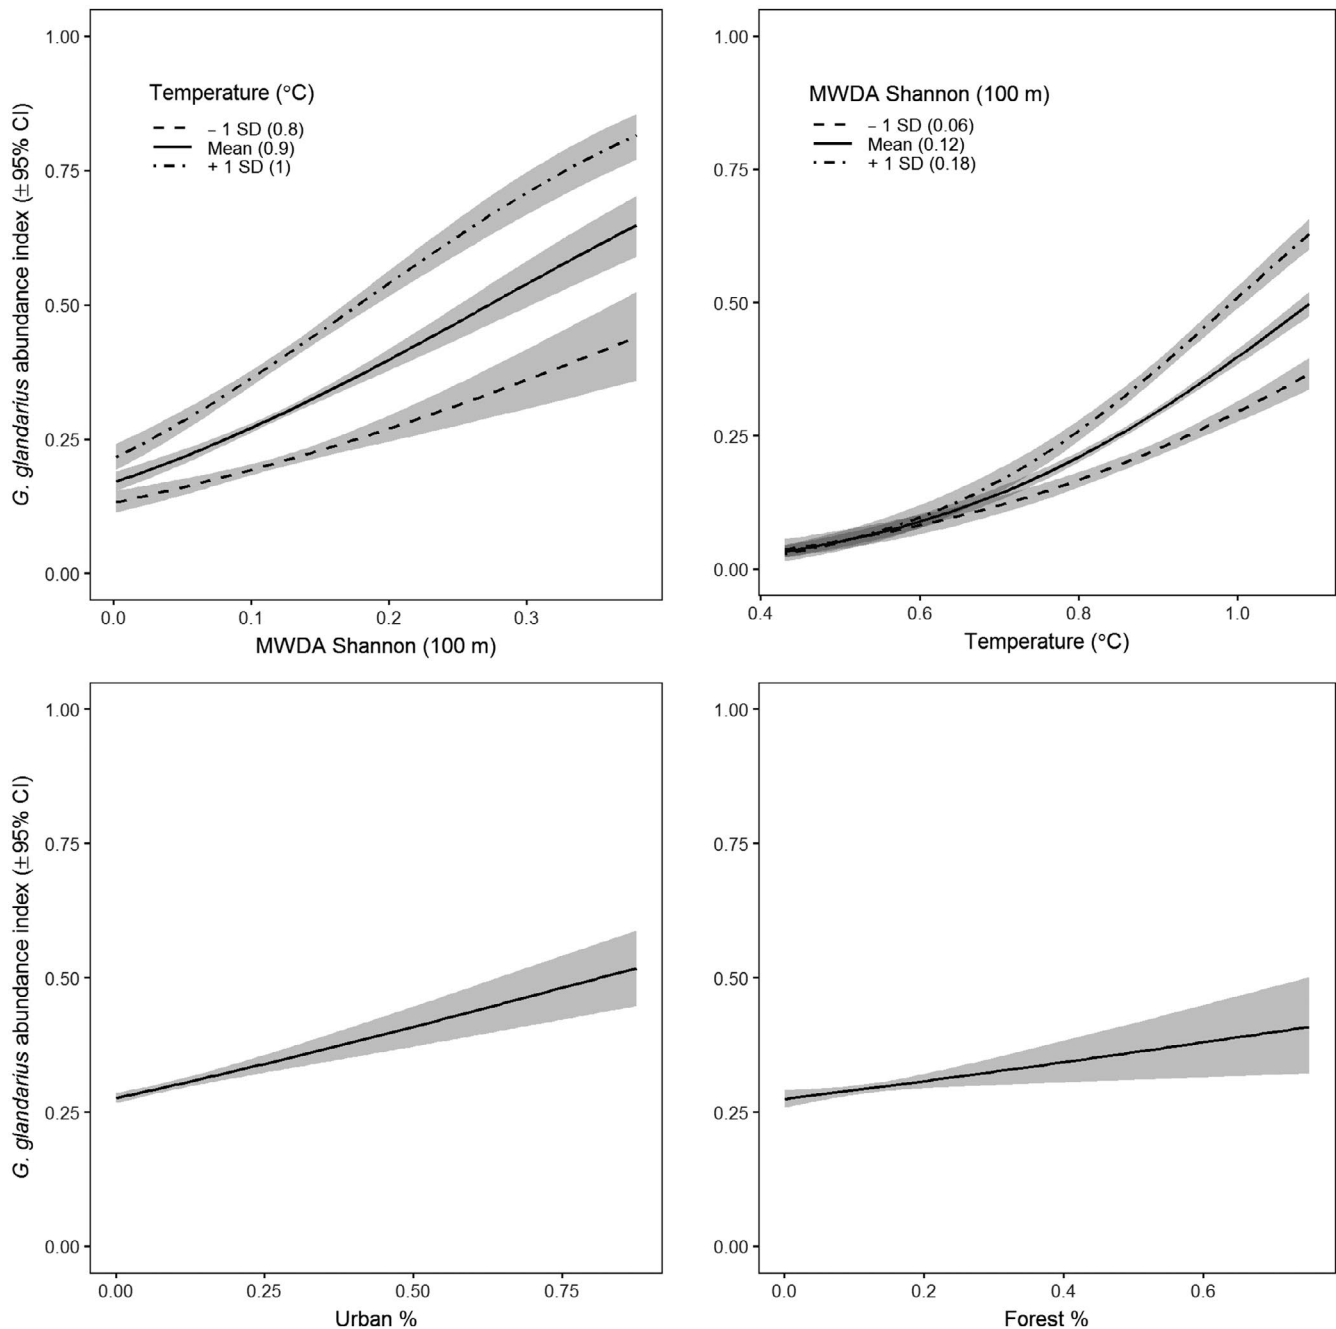 G. glandarius abundance index (± 95% CI)
1.00
0.75
0.50
0.25
0.00
Temperature (°C)
– 1 SD (0.8)
Mean (0.9)
+ 1 SD (1)
0.0 0.1 0.2 0.3
MWDA Shannon (100 m)
1.00
0.75
0.50
0.25
0.00
MWDA Shannon (100 m)
– 1 SD (0.06)
Mean (0.12)
+ 1 SD (0.18)
0.4 0.6 0.8 1.0
Temperature (°C)
G. glandarius abundance index (± 95% CI)
1.00
0.75
0.50
0.25
0.00
0.00 0.25 0.50 0.75
Urban %
1.00
0.75
0.50
0.25
0.00
0.0 0.2 0.4 0.6
Forest %